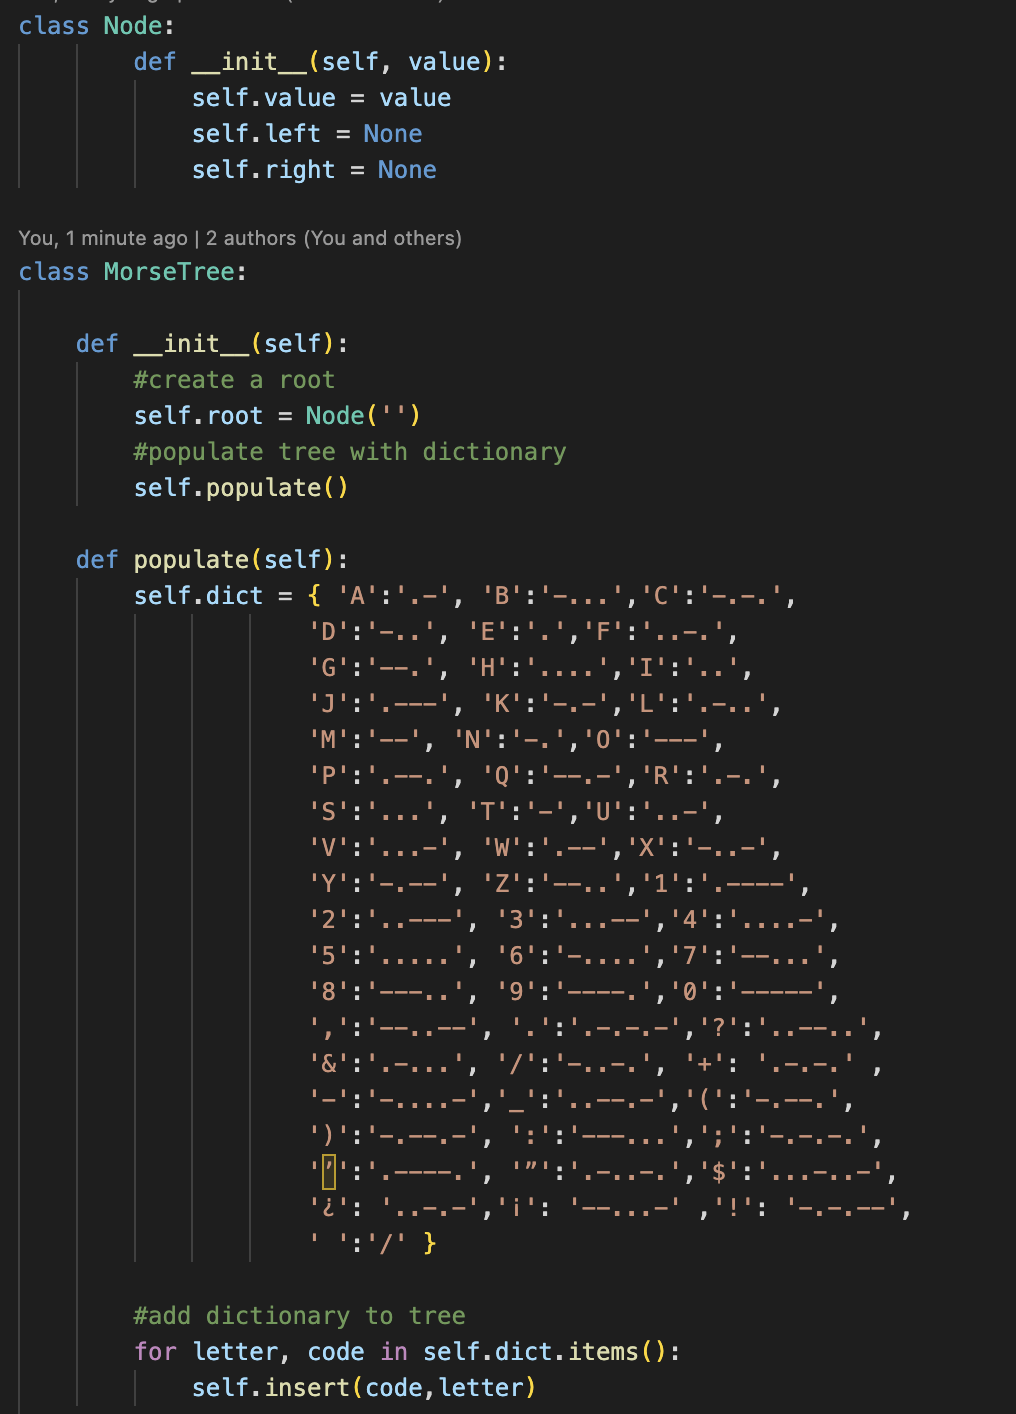 class Node:
def __init__(self, value):
self.value = value
self.left = None
self.right = None
You, 1 minute ago | 2 authors (You and others)
class MorseTree:
def __init__(self):
#create a root
self.root = Node('')
#populate tree with dictionary
self.populate()
def populate(self):
self.dict = { 'A':'.-', 'B':'-...','C':'-.-.',
'D':'-..', 'E':'.','F':'..-.',
'G':'--.', 'H':'....','I':'..',
'J':'.---', 'K':'-.-','L':'.-..',
'M':'--', 'N':'-.','O':'---',
'P':'.--.', 'Q':'--.-','R':'.-.',
'S':'...', 'T':'-','U':'..-',
'V':'...-', 'W':'.--','X':'-..-',
'Y':'-.--', 'Z':'--..','1':'.----',
'2':'..---', '3':'...--','4':'....-',
'5':'.....', '6':'-....','7':'--...',
'8':'---..', '9':'----.','0':'-----',
',':'--..--', '.':'.-.-.-','?':'..--..',
'&':'.-...', '/':'-..-.', '+': '.-.-.' ,
'-':'-....-','_':'..--.-','(':'-.--.',
')':'-.--.-', ':':'---...',';':'-.-.-.',
'’':'.----.', '”':'.-..-.','$':'...-..-',
'¿': '..-.-','¡': '--...-' ,'!': '-.-.--',
' ':'/' }
#add dictionary to tree
for letter, code in self.dict.items():
self.insert(code,letter)